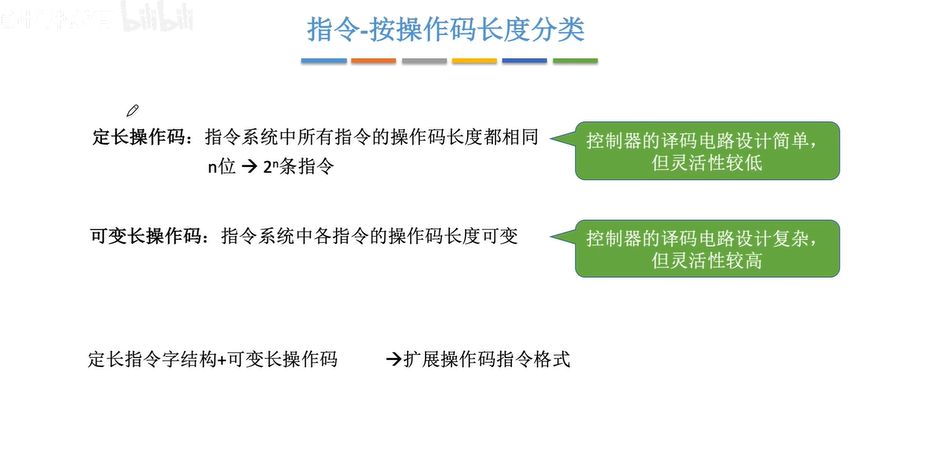 bilibili
指令-按操作码长度分类
定长操作码：指令系统中所有指令的操作码长度都相同
n位 → 2ⁿ条指令
控制器的译码电路设计简单，
但灵活性较低
可变长操作码：指令系统中各指令的操作码长度可变
控制器的译码电路设计复杂，
但灵活性较高
定长指令字结构+可变长操作码 →扩展操作码指令格式